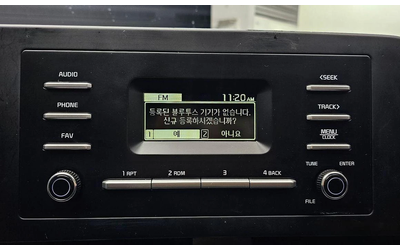 AUDIO
PHONE
FAV
FM 11:20 AM
등록된 블루투스 기기가 없습니다.
신규 등록하시겠습니까?
1 예 2 아니요
<SEEK
TRACK>
MENU
CLOCK
1 RPT 2 RDM 3 4 BACK
TUNE ENTER
FILE